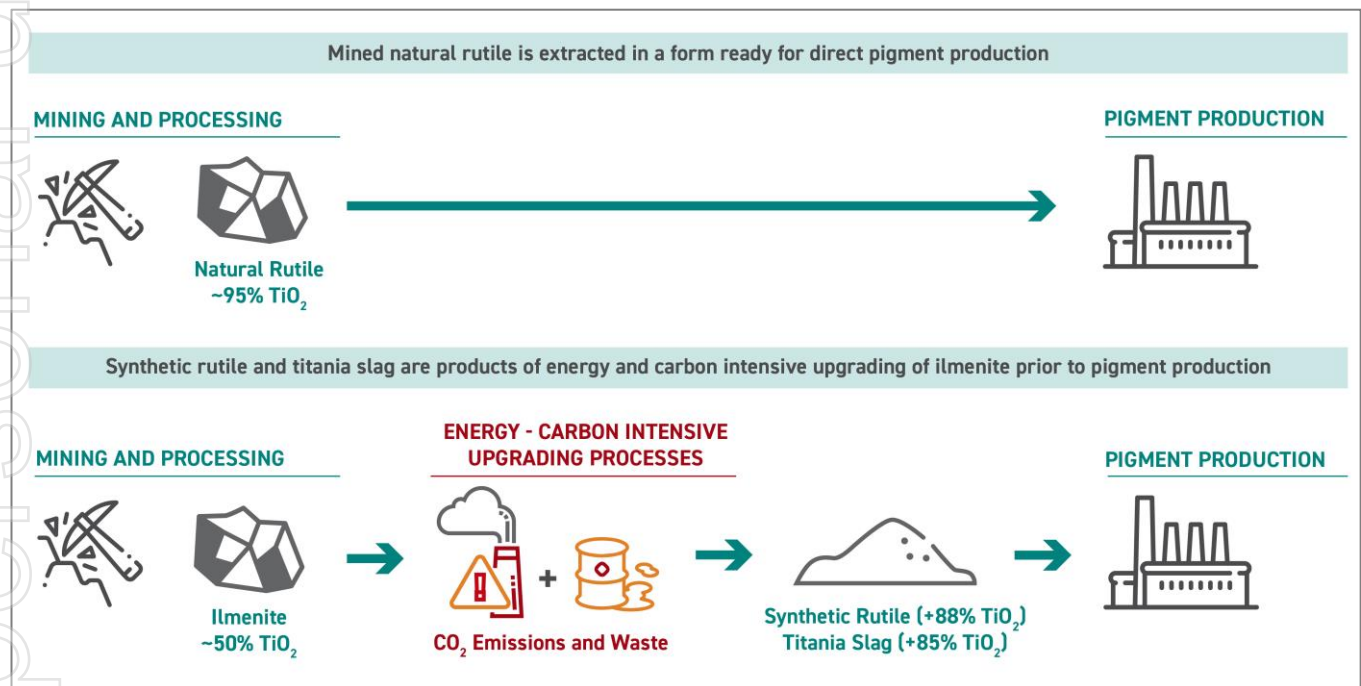 Mined natural rutile is extracted in a form ready for direct pigment production
MINING AND PROCESSING
PIGMENT PRODUCTION
Natural Rutile
~95% TiO₂
Synthetic rutile and titania slag are products of energy and carbon intensive upgrading of ilmenite prior to pigment production
MINING AND PROCESSING
ENERGY - CARBON INTENSIVE
UPGRADING PROCESSES
PIGMENT PRODUCTION
Ilmenite
~50% TiO₂
+
CO₂ Emissions and Waste
Synthetic Rutile (+88% TiO₂)
Titania Slag (+85% TiO₂)